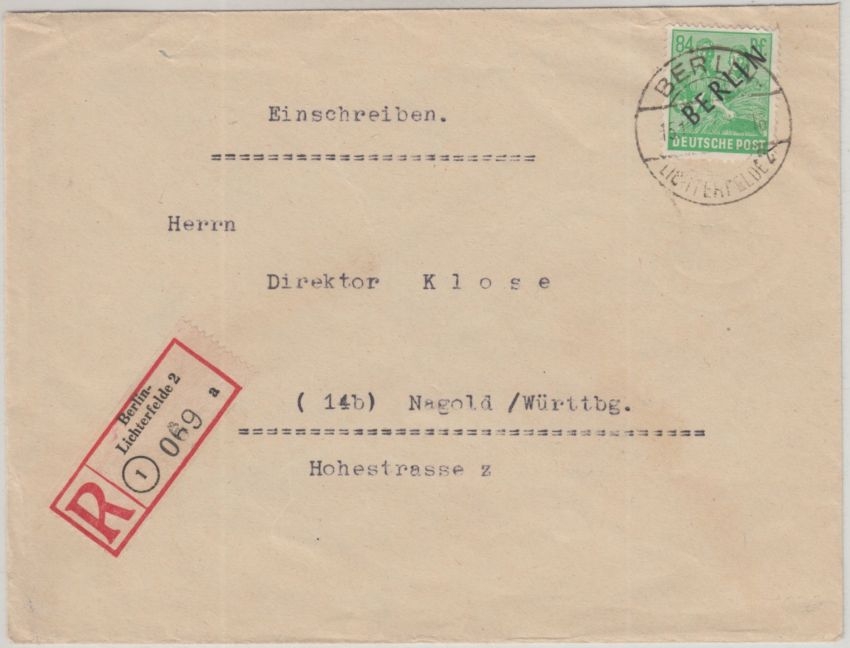 84 Pf
BERLIN
BERLIN
DEUTSCHE POST
LICHTERFELDE 2
Einschreiben.
Herrn
Direktor K l o s e
( 14b) Nagold /Württbg.
Hohestrasse z
Berlin-
Lichterfelde 2
R
1
069
a